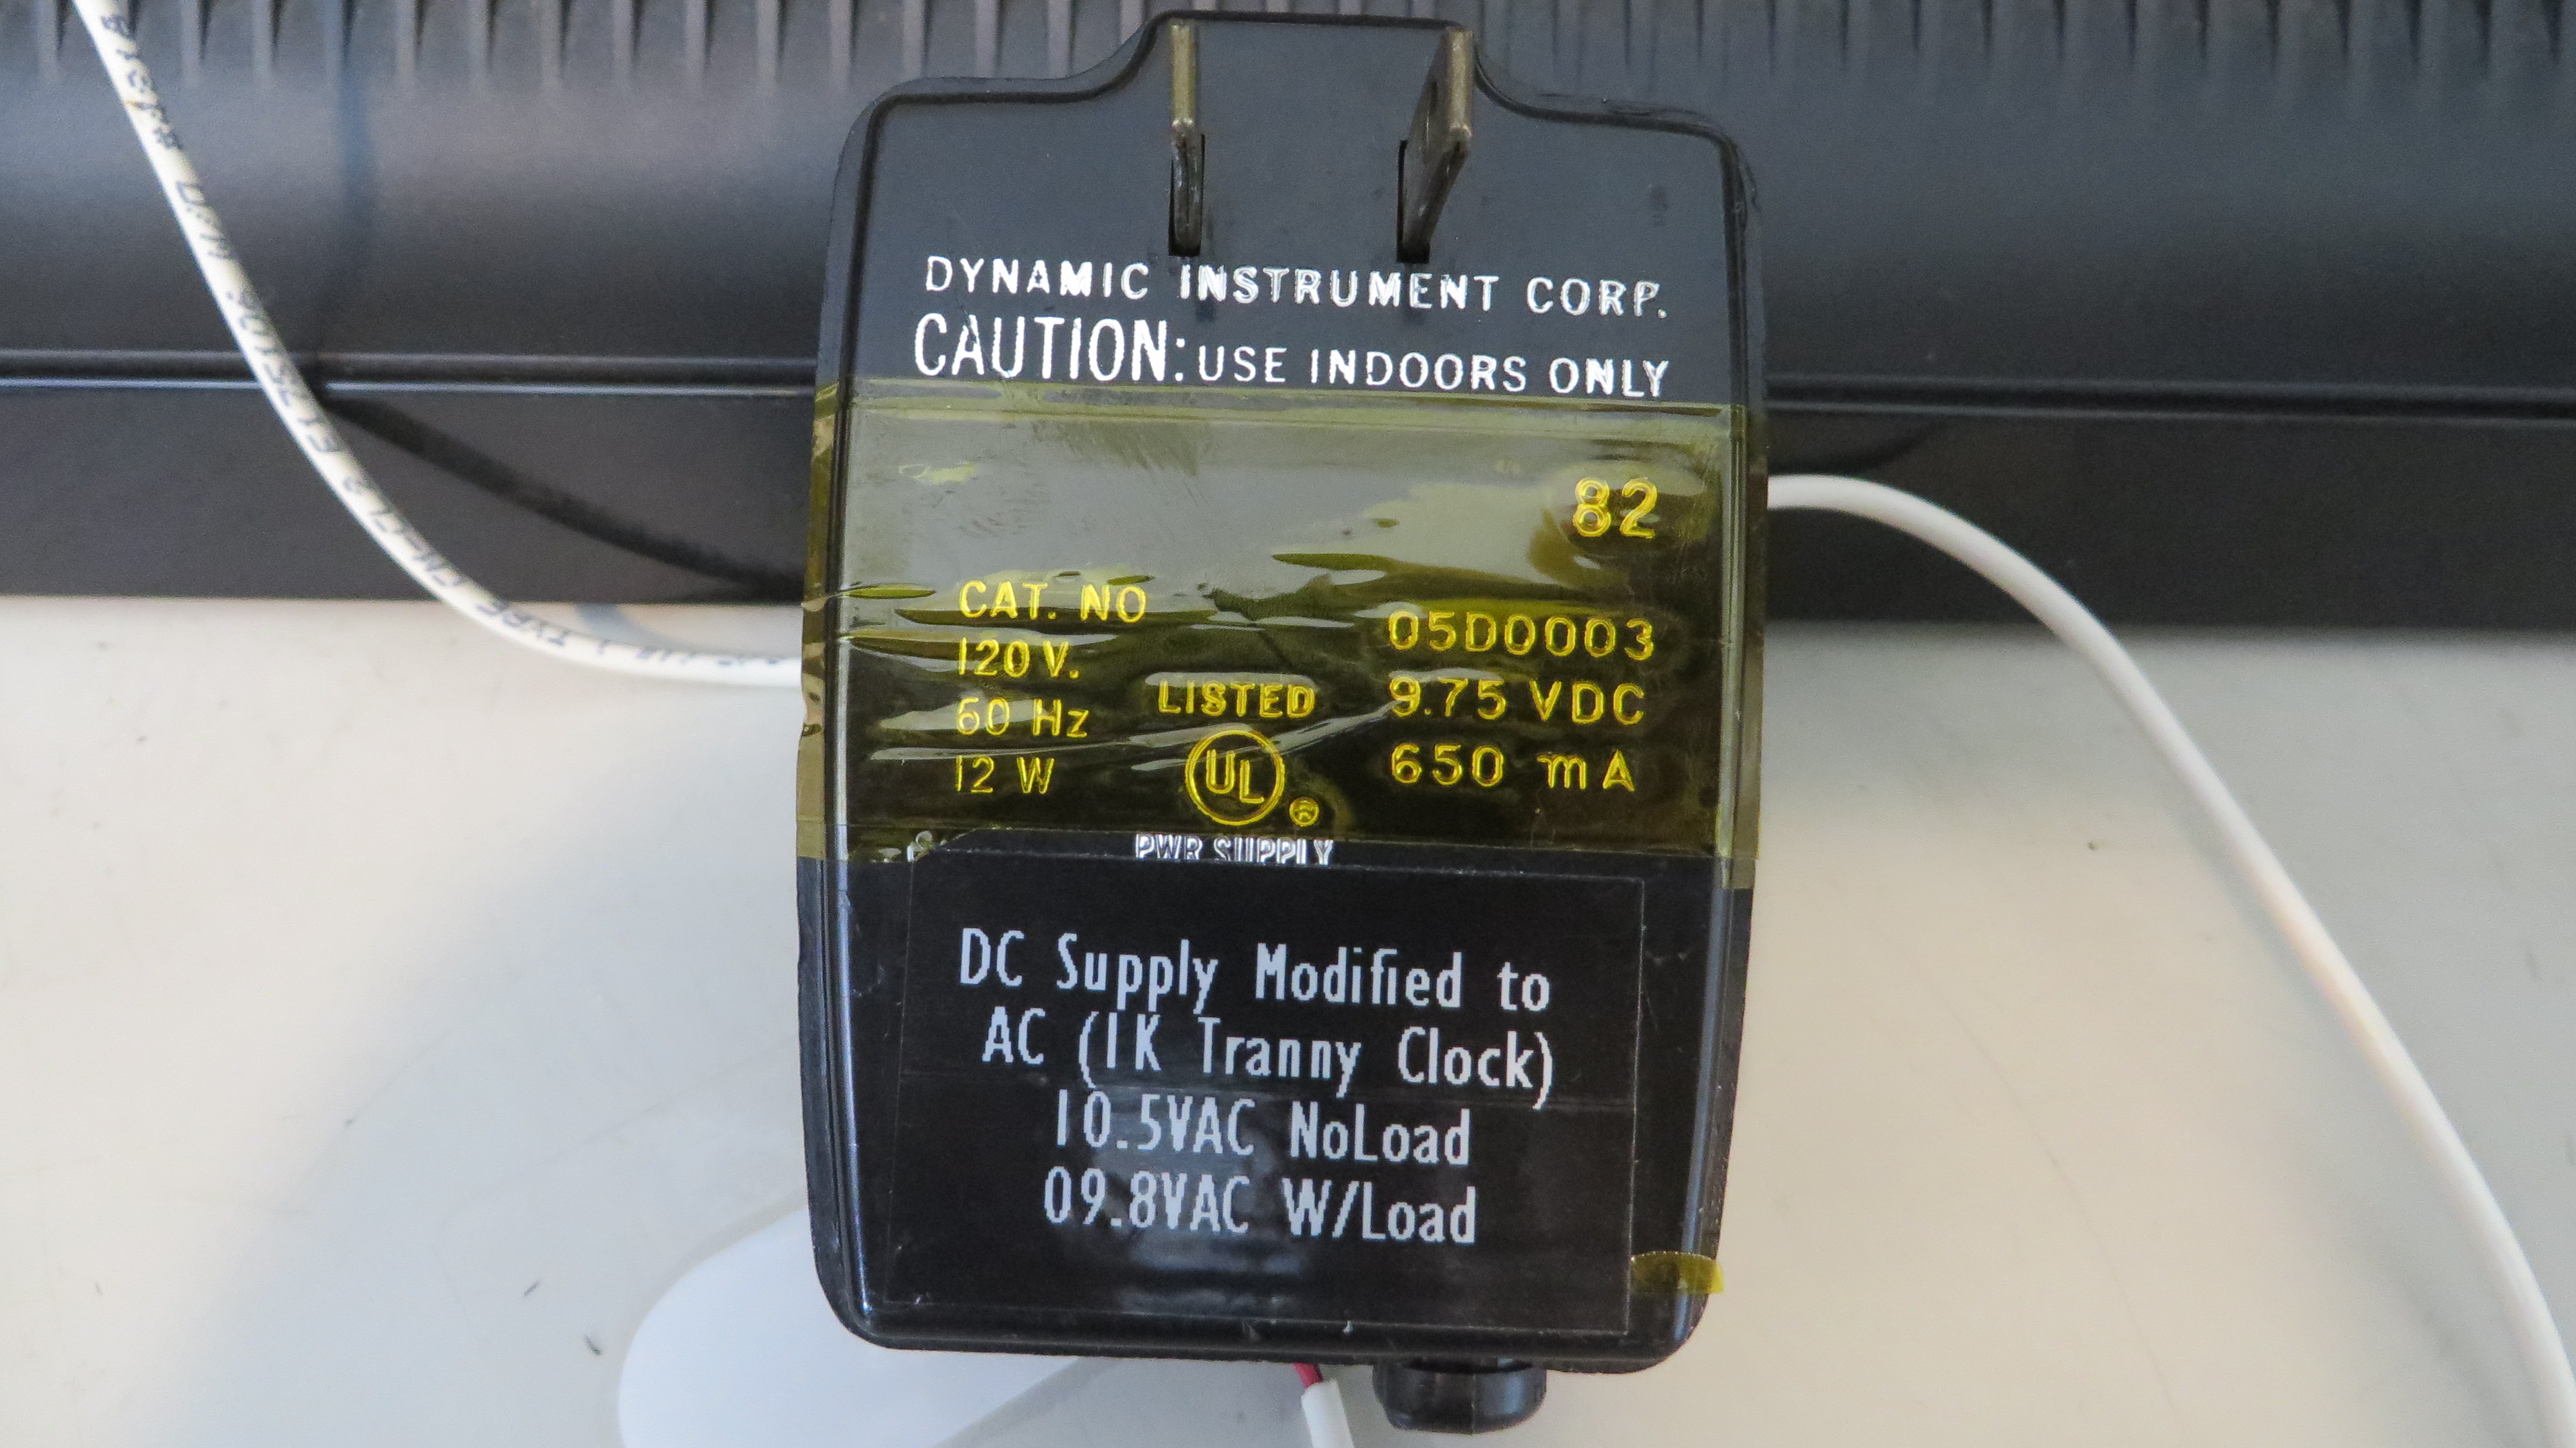 DYNAMIC INSTRUMENT CORP.
CAUTION: USE INDOORS ONLY
82
CAT. NO 05D0003
120 V. 9.75 VDC
LISTED
60 Hz 650 mA
12 W
UL ®
PWR SUPPLY
DC Supply Modified to
AC (1K Tranny Clock)
10.5VAC NoLoad
09.8VAC W/Load